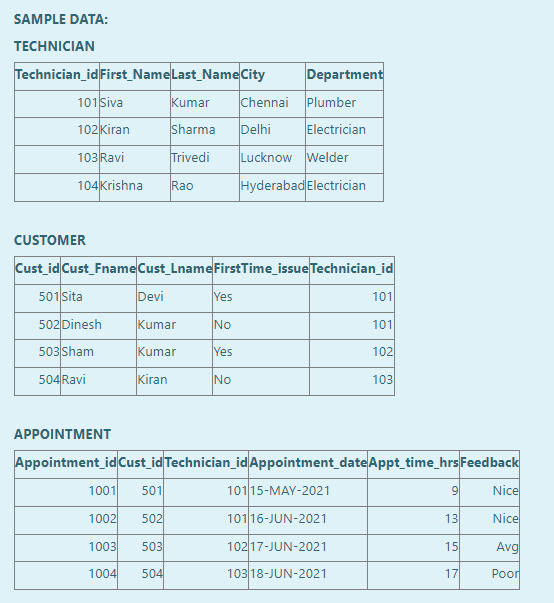 SAMPLE DATA:
TECHNICIAN
Technician_id First_Name Last_Name City Department
101 Siva Kumar Chennai Plumber
102 Kiran Sharma Delhi Electrician
103 Ravi Trivedi Lucknow Welder
104 Krishna Rao Hyderabad Electrician
CUSTOMER
Cust_id Cust_Fname Cust_Lname FirstTime_issue Technician_id
501 Sita Devi Yes 101
502 Dinesh Kumar No 101
503 Sham Kumar Yes 102
504 Ravi Kiran No 103
APPOINTMENT
Appointment_id Cust_id Technician_id Appointment_date Appt_time_hrs Feedback
1001 501 101 15-MAY-2021 9 Nice
1002 502 101 16-JUN-2021 13 Nice
1003 503 102 17-JUN-2021 15 Avg
1004 504 103 18-JUN-2021 17 Poor